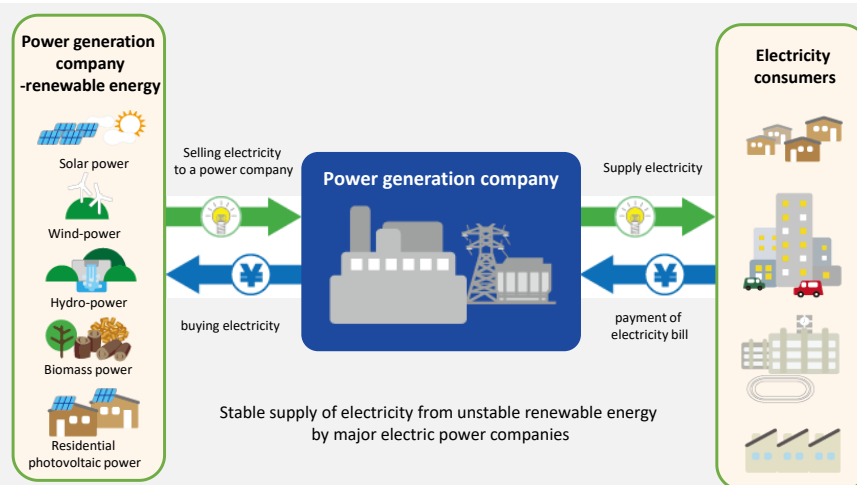 Power generation
company
-renewable energy
Solar power
Wind-power
Hydro-power
Biomass power
Residential
photovoltaic power
Selling electricity
to a power company
¥
buying electricity
Power generation company
Supply electricity
¥
payment of
electricity bill
Stable supply of electricity from unstable renewable energy
by major electric power companies
Electricity
consumers